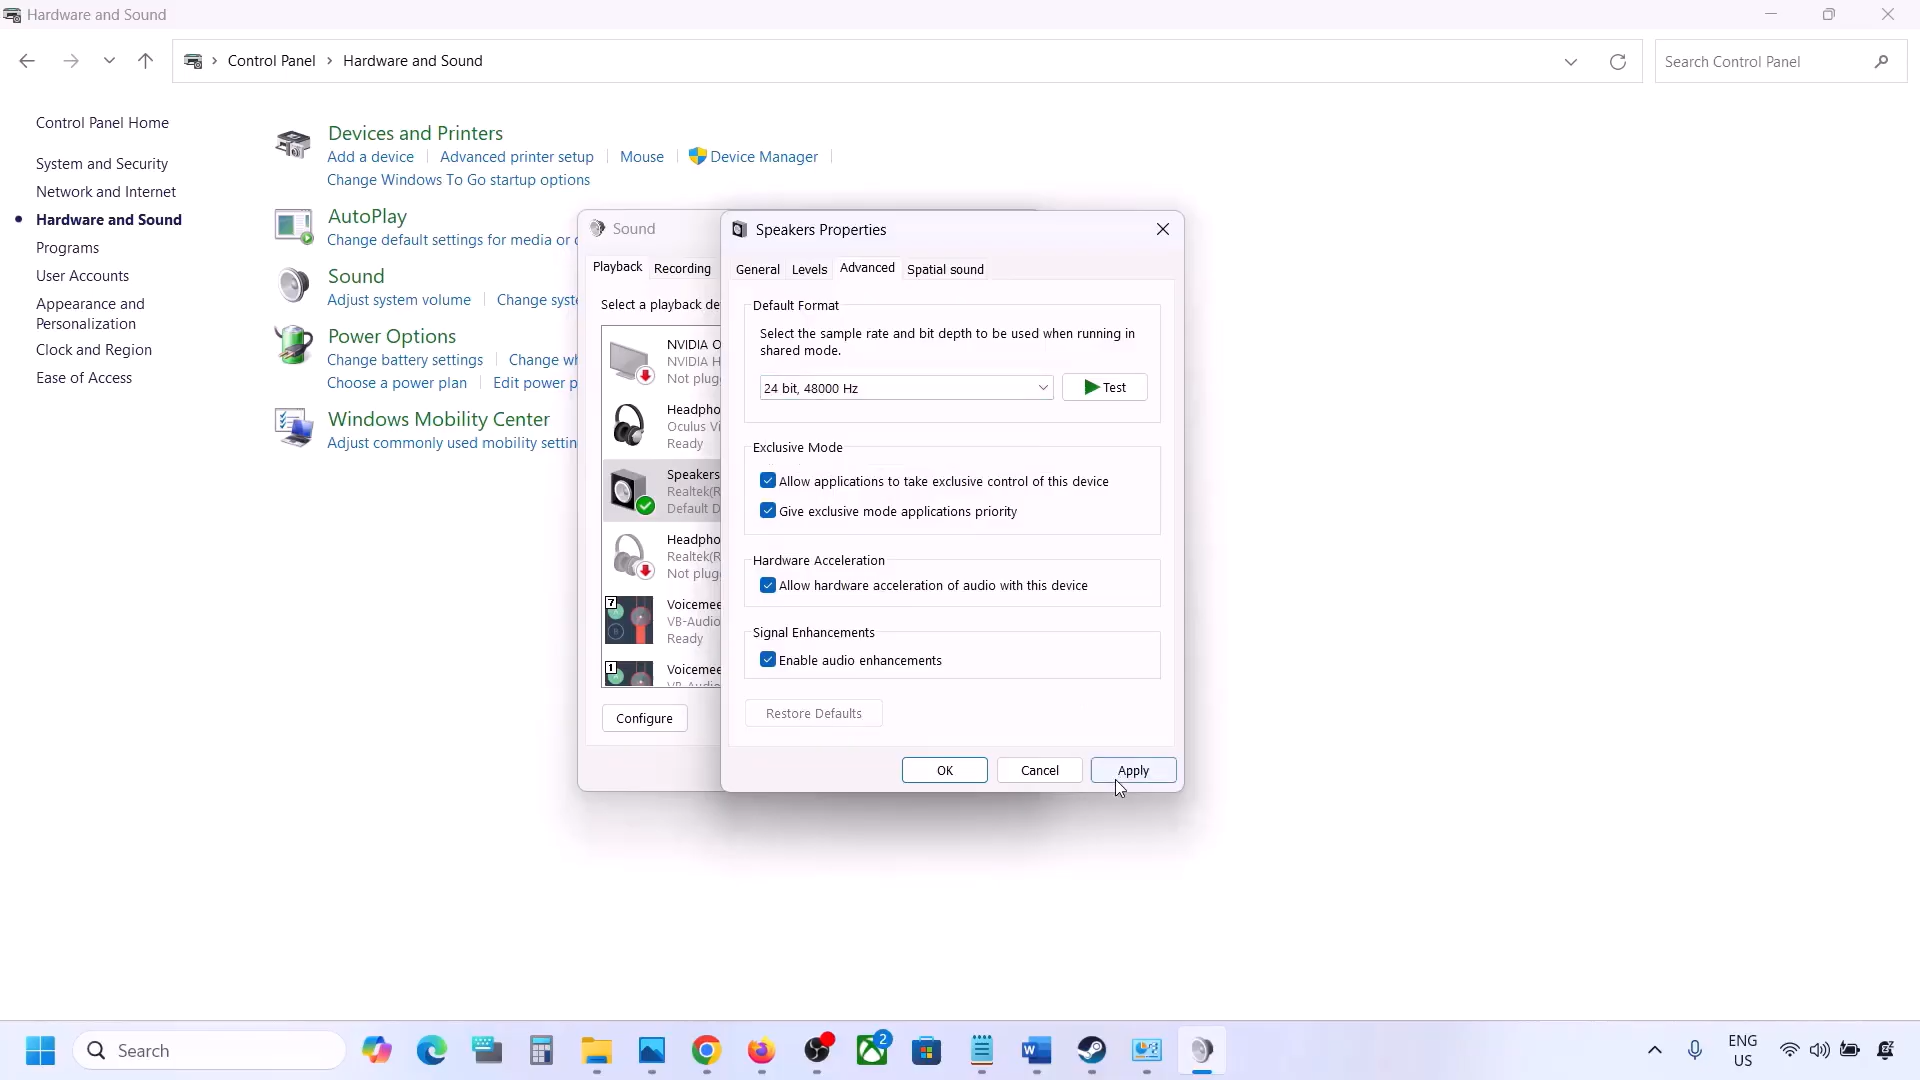 Hardware and Sound
Control Panel > Hardware and Sound
Search Control Panel
Control Panel Home
System and Security
Network and Internet
Hardware and Sound
Programs
User Accounts
Appearance and
Personalization
Clock and Region
Ease of Access
Devices and Printers
Add a device
Advanced printer setup
Mouse
Device Manager
Change Windows To Go startup options
AutoPlay
Change default settings for media or
Sound
Adjust system volume
Change syst
Power Options
Change battery settings
Change wh
Choose a power plan
Edit power p
Windows Mobility Center
Adjust commonly used mobility settin
Sound
Playback
Recording
Select a playback de
NVIDIA O
NVIDIA H
Not plug
Headpho
Oculus Vi
Ready
Speakers
Realtek(R
Default D
Headpho
Realtek(R
Not plug
7
Voicemee
VB-Audio
Ready
1
Voicemee
VB-Audio
Configure
Speakers Properties
General
Levels
Advanced
Spatial sound
Default Format
Select the sample rate and bit depth to be used when running in
shared mode.
24 bit, 48000 Hz
Test
Exclusive Mode
Allow applications to take exclusive control of this device
Give exclusive mode applications priority
Hardware Acceleration
Allow hardware acceleration of audio with this device
Signal Enhancements
Enable audio enhancements
Restore Defaults
OK
Cancel
Apply
Search
2
ENG
US